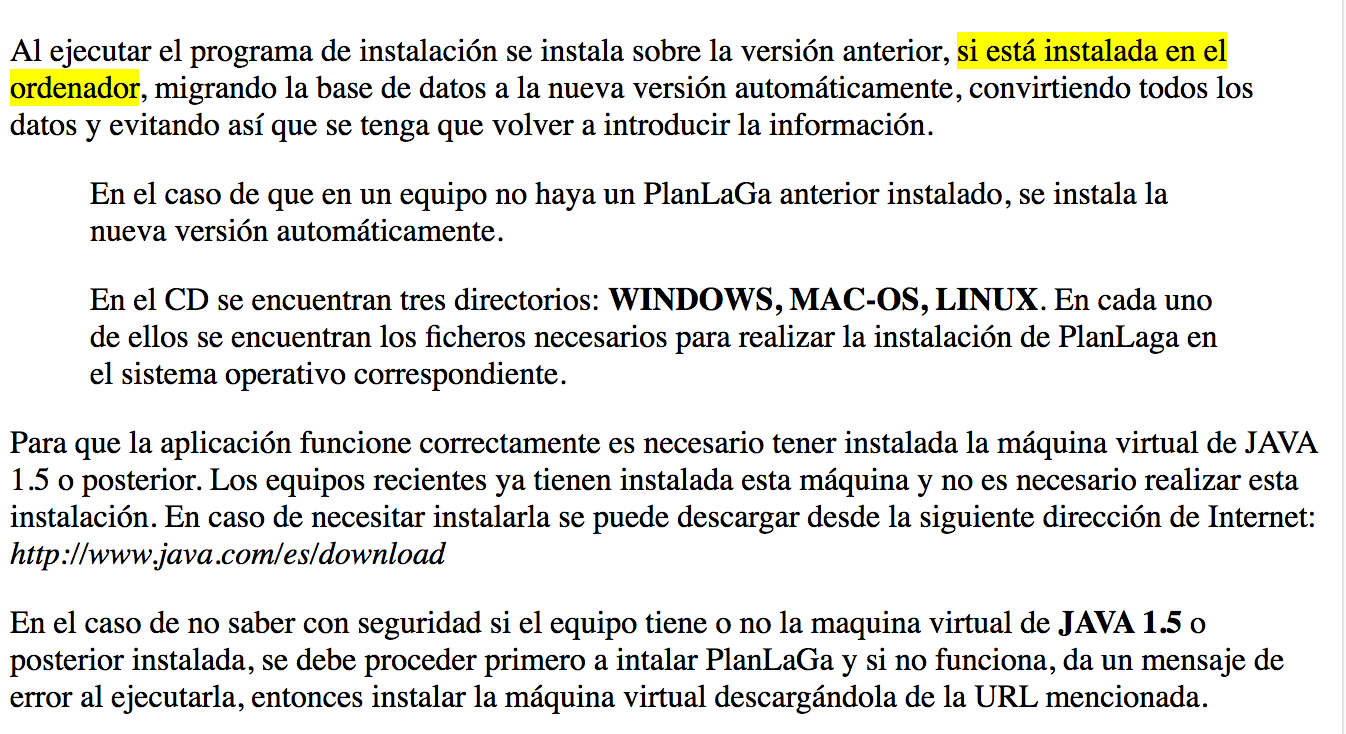 Al ejecutar el programa de instalación se instala sobre la versión anterior, si está instalada en el
ordenador, migrando la base de datos a la nueva versión automáticamente, convirtiendo todos los
datos y evitando así que se tenga que volver a introducir la información.
En el caso de que en un equipo no haya un PlanLaGa anterior instalado, se instala la
nueva versión automáticamente.
En el CD se encuentran tres directorios: WINDOWS, MAC-OS, LINUX. En cada uno
de ellos se encuentran los ficheros necesarios para realizar la instalación de PlanLaga en
el sistema operativo correspondiente.
Para que la aplicación funcione correctamente es necesario tener instalada la máquina virtual de JAVA
1.5 o posterior. Los equipos recientes ya tienen instalada esta máquina y no es necesario realizar esta
instalación. En caso de necesitar instalarla se puede descargar desde la siguiente dirección de Internet:
http://www.java.com/es/download
En el caso de no saber con seguridad si el equipo tiene o no la maquina virtual de JAVA 1.5 o
posterior instalada, se debe proceder primero a intalar PlanLaGa y si no funciona, da un mensaje de
error al ejecutarla, entonces instalar la máquina virtual descargándola de la URL mencionada.